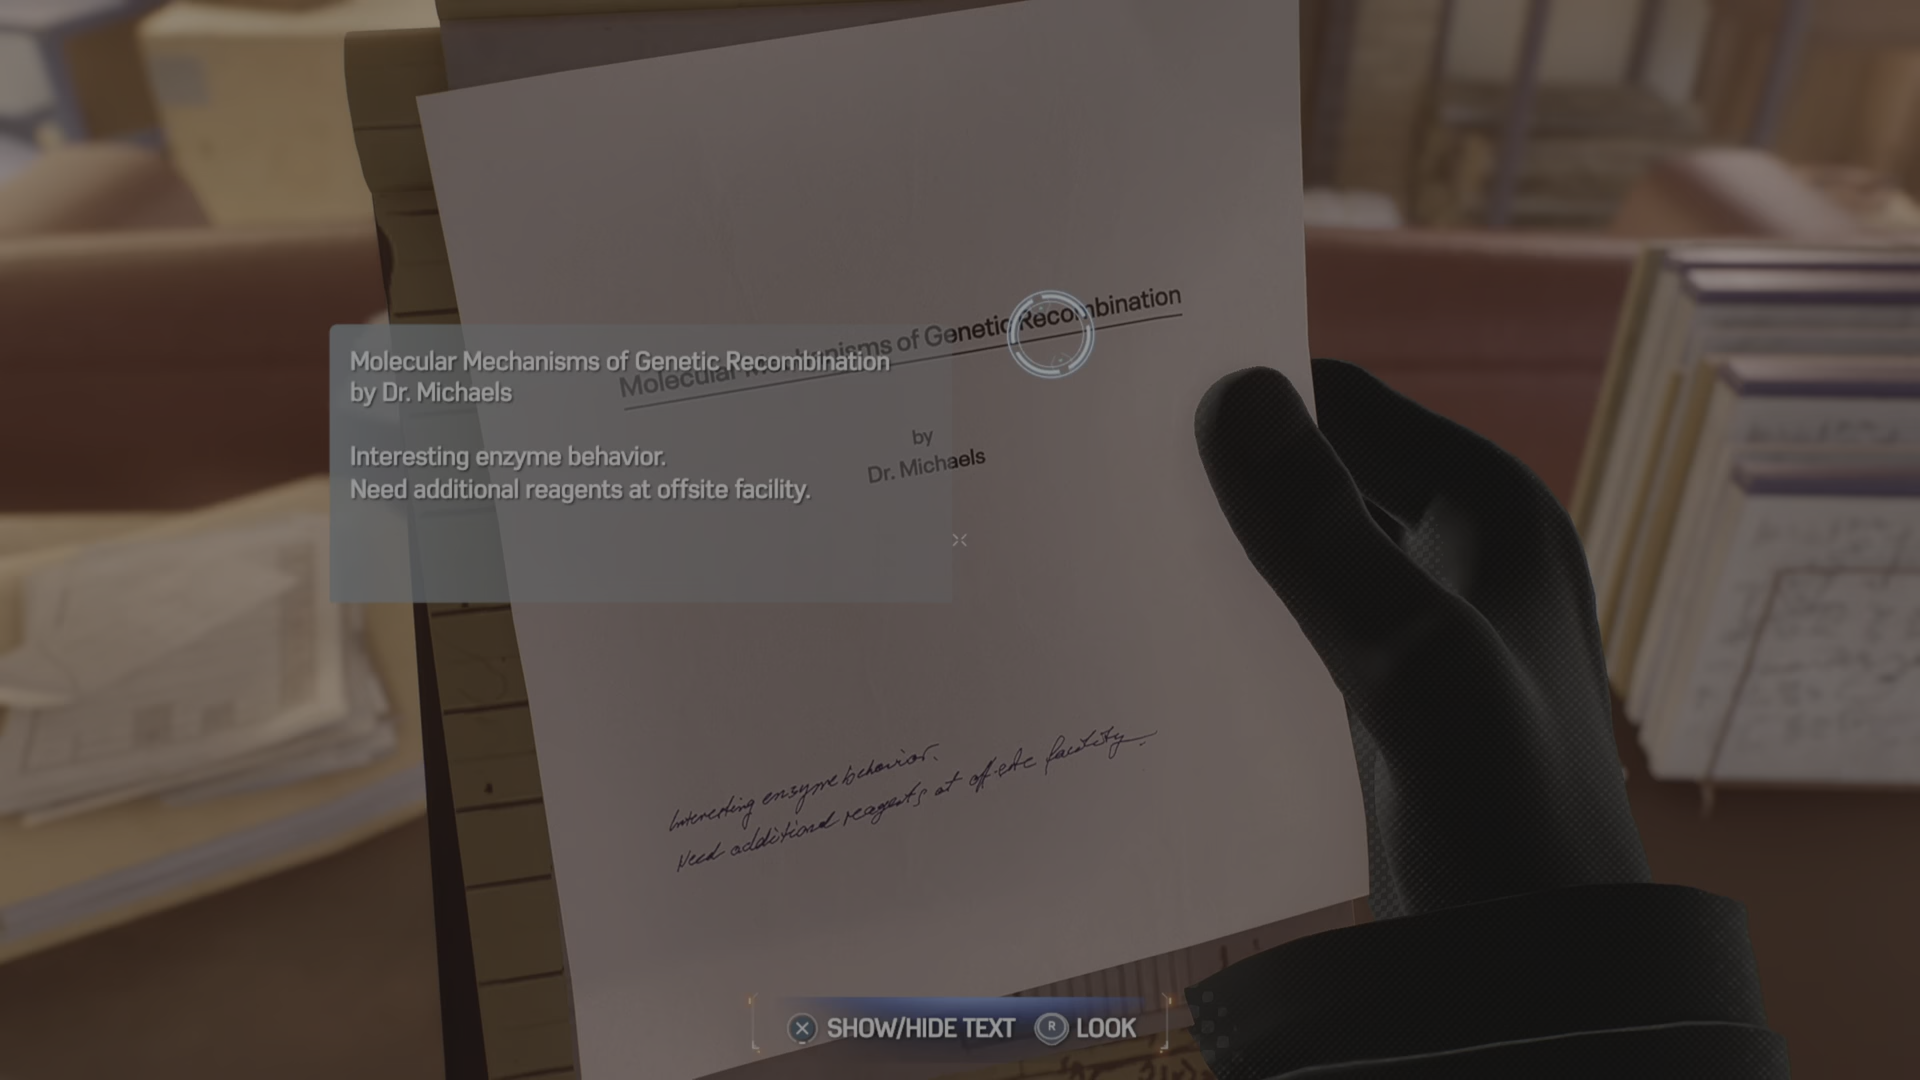 Molecular Mechanisms of Genetic Recombination
by
Dr. Michaels
Molecular Mechanisms of Genetic Recombination
by Dr. Michaels
Interesting enzyme behavior.
Need additional reagents at offsite facility.
Interesting enzyme behavior.
Need additional reagents at offsite facility.
SHOW/HIDE TEXT R LOOK